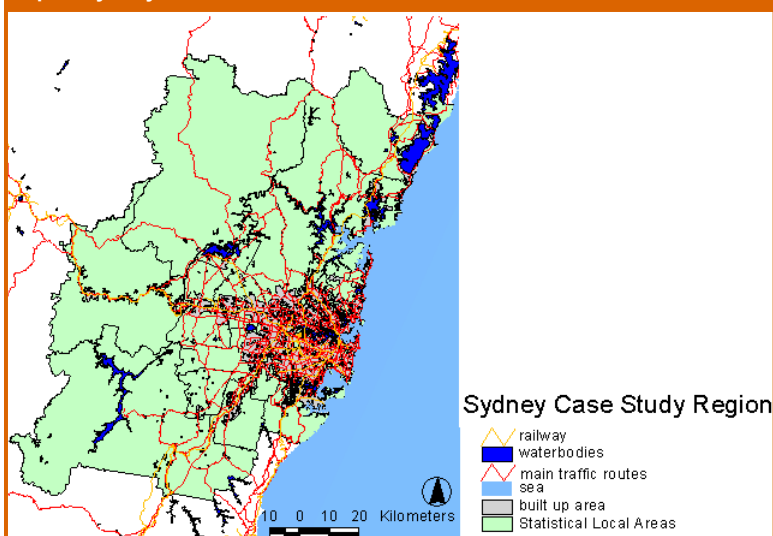 Sydney Case Study Region
railway
waterbodies
main traffic routes
sea
built up area
Statistical Local Areas
10 0 10 20 Kilometers